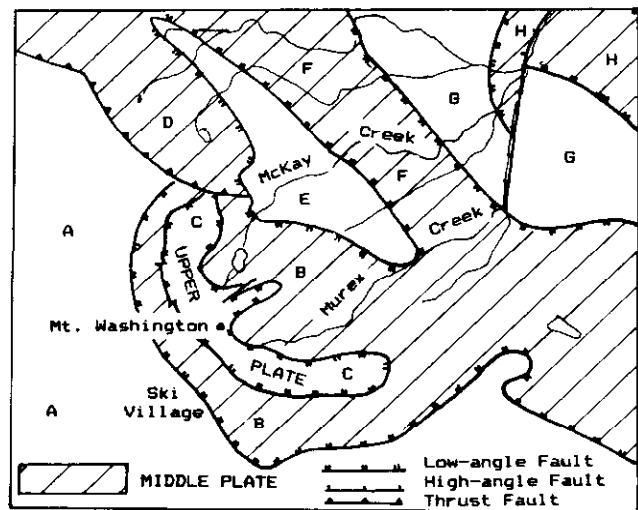 H
F
H
G
D
Creek
G
McKay
F
E
C
Creek
A
UPPER
B
Murex
Mt. Washington
PLATE
C
Ski
Village
A
B
MIDDLE PLATE
Low-angle Fault
High-angle Fault
Thrust Fault